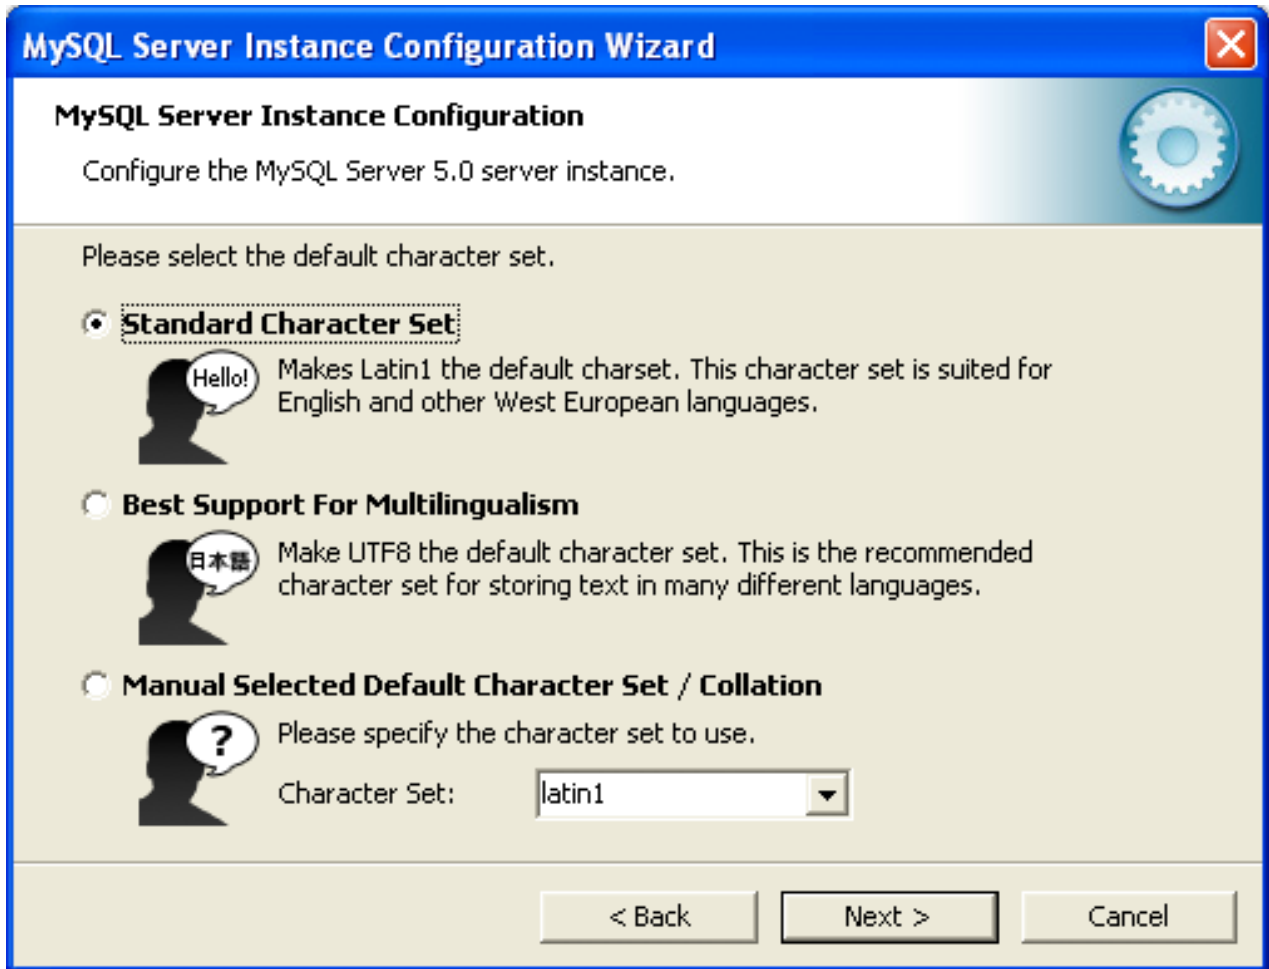 MySQL Server Instance Configuration Wizard
MySQL Server Instance Configuration
Configure the MySQL Server 5.0 server instance.
Please select the default character set.
Standard Character Set
Hello!
Makes Latin1 the default charset. This character set is suited for
English and other West European languages.
Best Support For Multilingualism
日本語
Make UTF8 the default character set. This is the recommended
character set for storing text in many different languages.
Manual Selected Default Character Set / Collation
?
Please specify the character set to use.
Character Set: latin1
< Back Next > Cancel